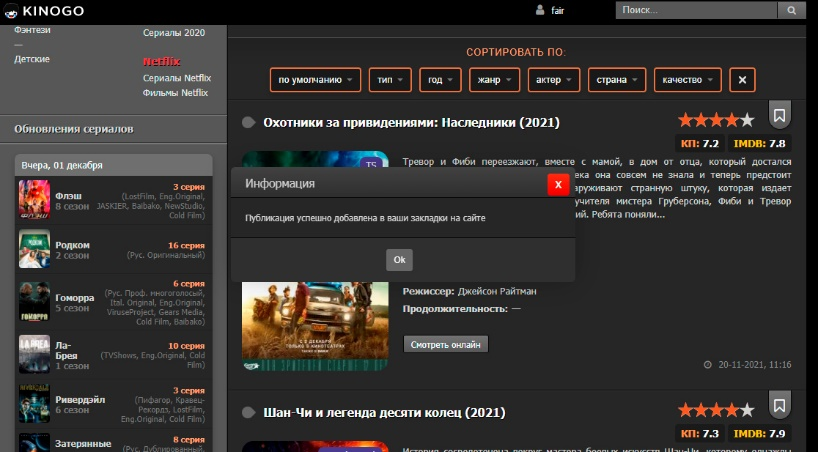 KINOGO
fair
Поиск...
Фэнтези
Сериалы 2020
—
Детские
Netflix
Сериалы Netflix
Фильмы Netflix
Обновления сериалов
Вчера, 01 декабря
Флэш
8 сезон
3 серия
(LostFilm, Eng.Original,
JASKIER, Baibako, NewStudio,
Cold Film)
Родком
2 сезон
16 серия
(Рус. Оригинальный)
Гоморра
5 сезон
6 серия
(Рус. Проф. многоголосый,
Ital. Original, Eng.Original,
ViruseProject, Gears Media,
Cold Film, Baibako)
Ла-
Брея
1 сезон
10 серия
(TVShows, Eng.Original, Cold
Film)
Ривердэйл
6 сезон
3 серия
(Пифагор, Кравец-
Рекордз, LostFilm,
Eng.Original, Cold Film)
Затерянные
8 серия
(Рус. Дублированный,
СОРТИРОВАТЬ ПО:
по умолчанию
тип
год
жанр
актер
страна
качество
×
Охотники за привидениями: Наследники (2021)
КП: 7.2
IMDB: 7.8
TS
Тревор и Фиби переезжают, вместе с мамой, в дом от отца, который достался
ека она совсем не знала и теперь предстоит
аруживают странную штуку, которая издает
учителя мистера Груберсона, Фиби и Тревор
ий. Ребята поняли...
Информация
X
Публикация успешно добавлена в ваши закладки на сайте
Ok
Режиссер: Джейсон Райтман
Продолжительность: —
Смотреть онлайн
20-11-2021, 11:16
Шан-Чи и легенда десяти колец (2021)
КП: 7.3
IMDB: 7.9